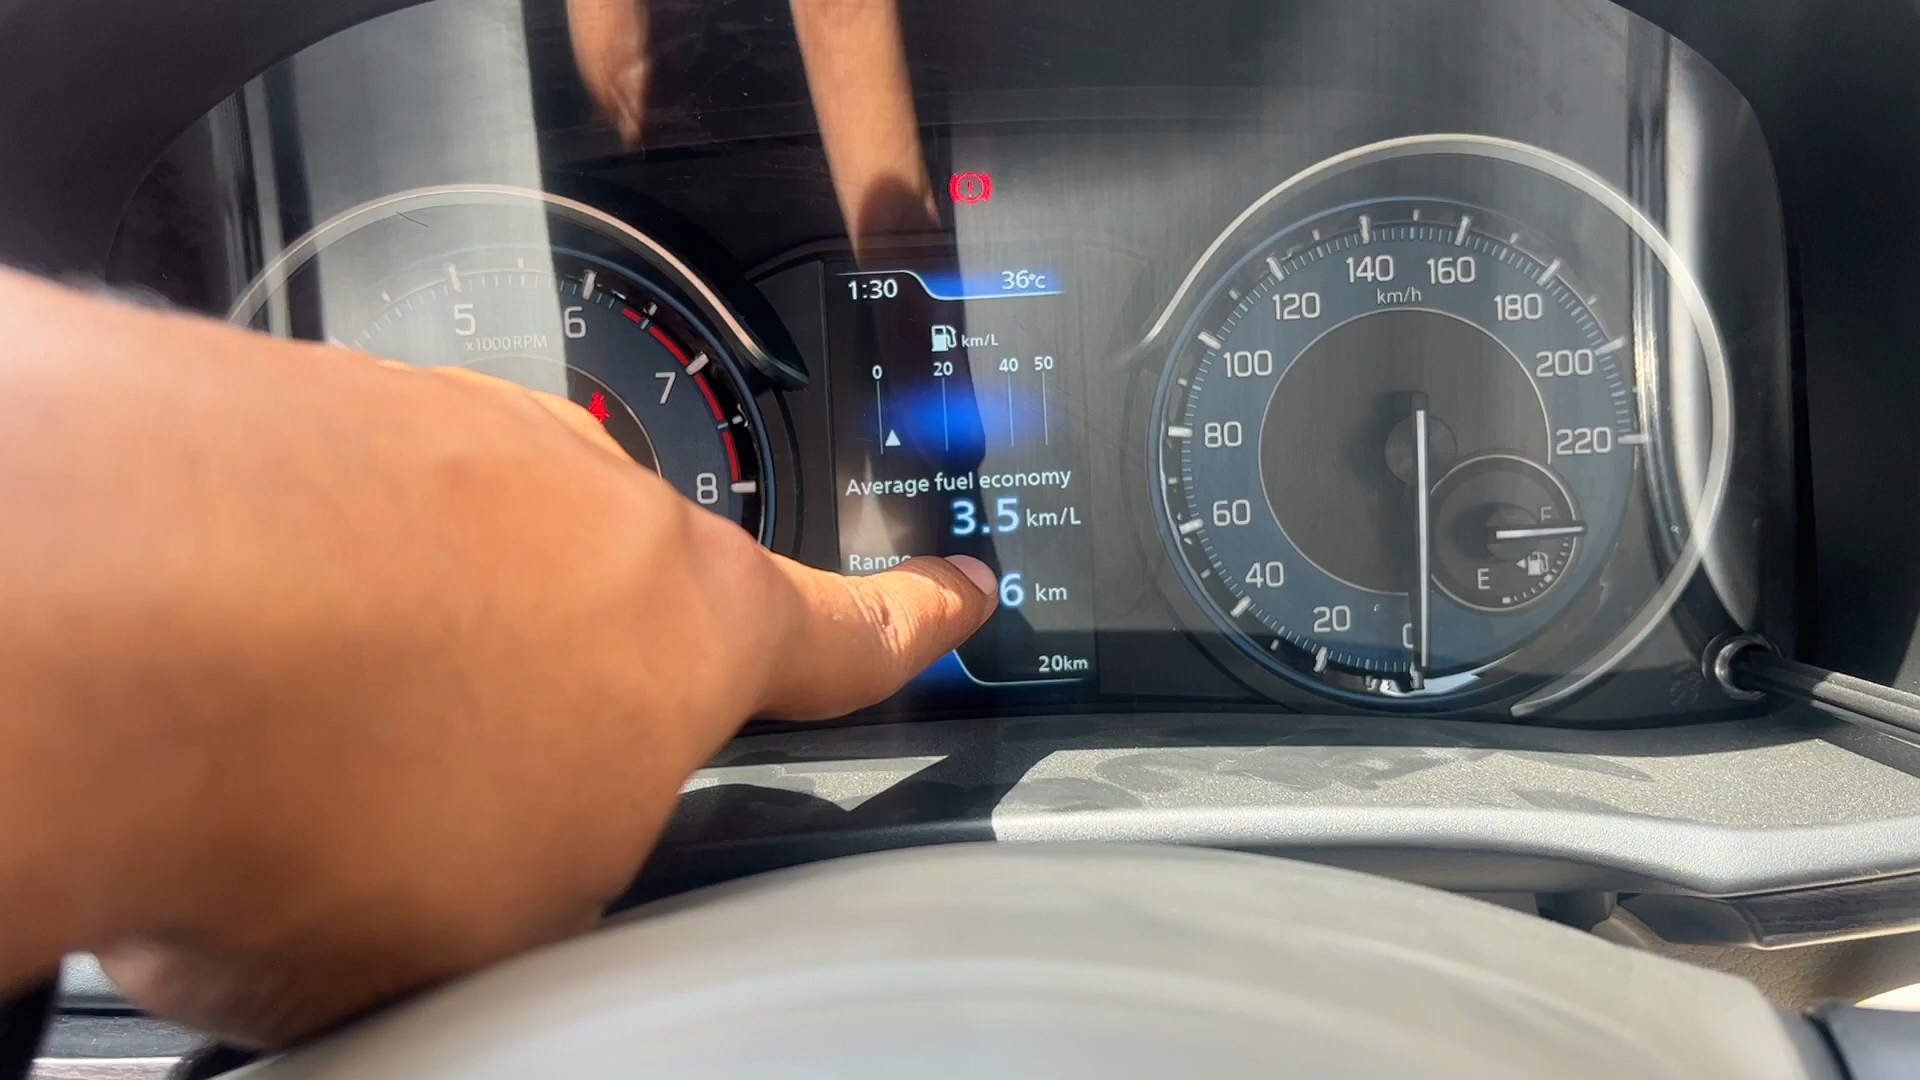 5
6
x1000RPM
7
8
1:30
36°C
km/L
0 20 40 50
Average fuel economy
3.5 km/L
6 km
20km
140 160
km/h
120
180
100
200
80
220
60
40
20
E